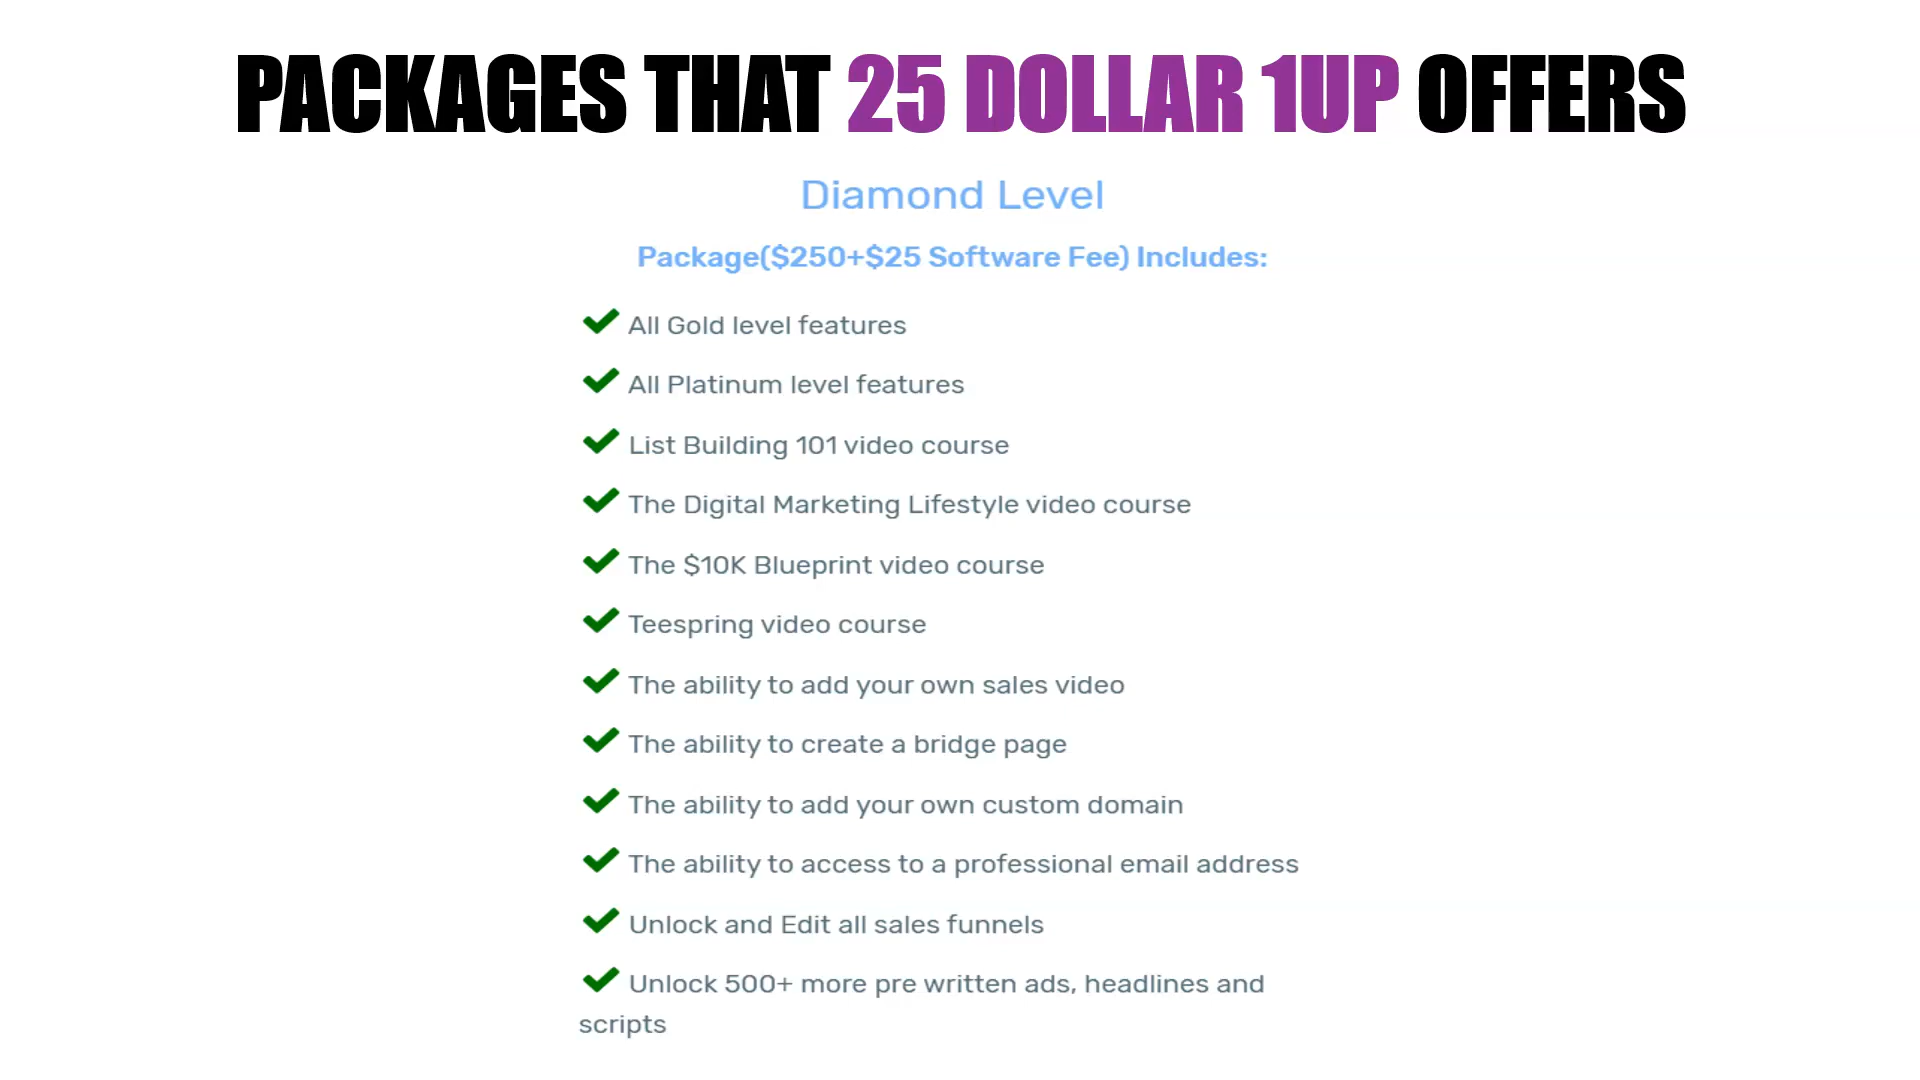 PACKAGES THAT 25 DOLLAR 1UP OFFERS
Diamond Level
Package($250+$25 Software Fee) Includes:
All Gold level features
All Platinum level features
List Building 101 video course
The Digital Marketing Lifestyle video course
The $10K Blueprint video course
Teespring video course
The ability to add your own sales video
The ability to create a bridge page
The ability to add your own custom domain
The ability to access to a professional email address
Unlock and Edit all sales funnels
Unlock 500+ more pre written ads, headlines and
scripts